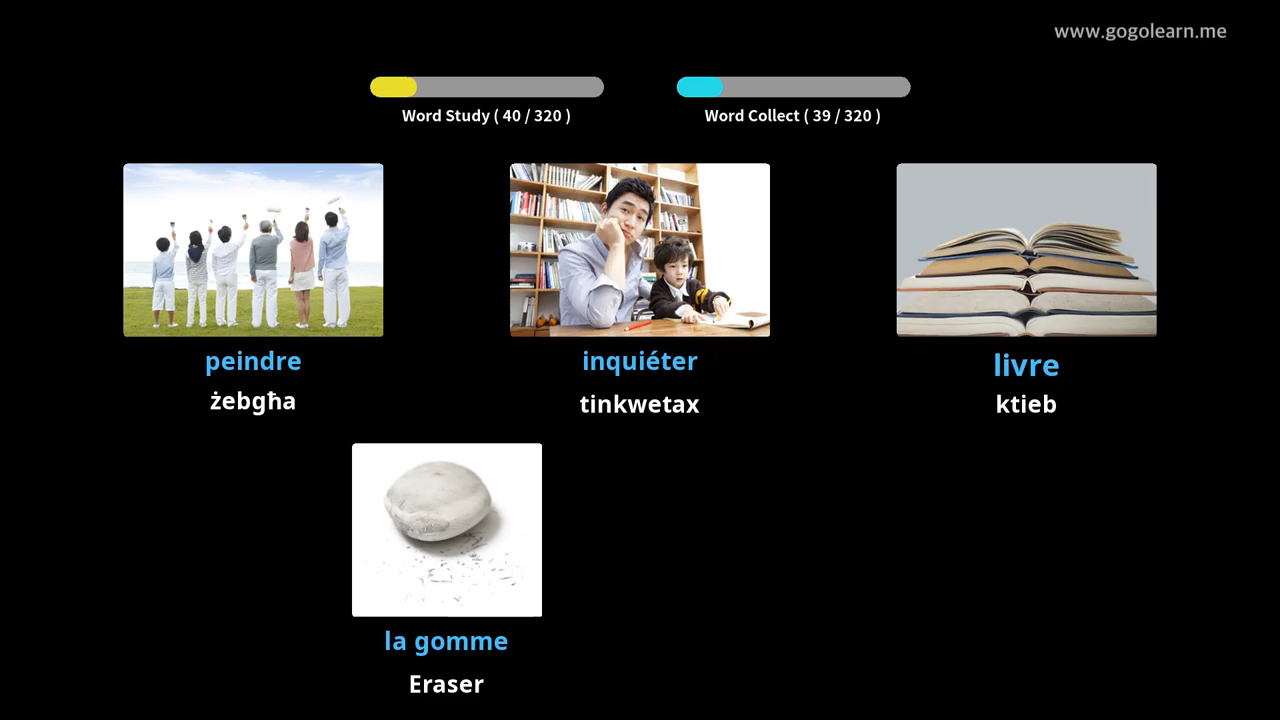 www.gogolearn.me
Word Study ( 40 / 320 )
Word Collect ( 39 / 320 )
peindre
żebgħa
inquiéter
tinkwetax
livre
ktieb
la gomme
Eraser